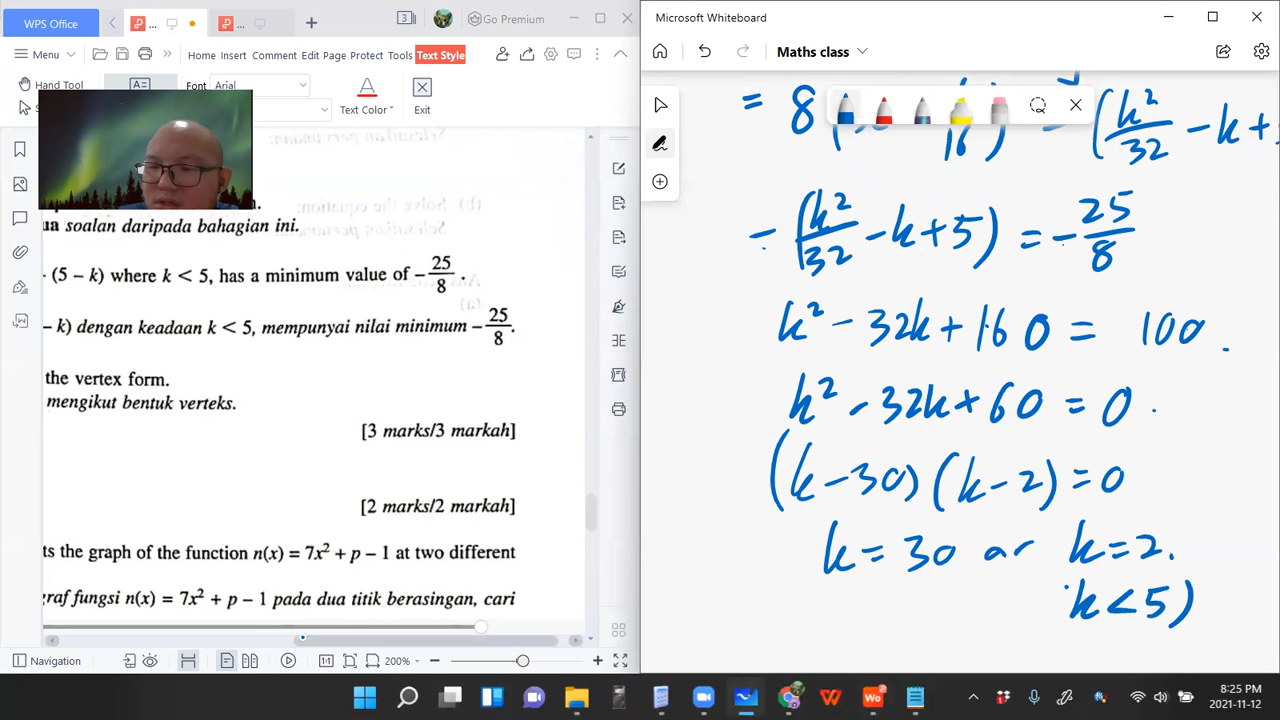 WPS Office
3
Go Premium
Menu
Home Insert Comment Edit Page Protect Tools Text Style
Hand Tool
Font Arial
Text Color
Exit
soalan daripada bahagian ini.
(5 – k) where k < 5, has a minimum value of –25/8.
– k) dengan keadaan k < 5, mempunyai nilai minimum –25/8.
the vertex form.
mengikut bentuk verteks.
[3 marks/3 markah]
[2 marks/2 markah]
ts the graph of the function n(x) = 7x² + p – 1 at two different
graf fungsi n(x) = 7x² + p – 1 pada dua titik berasingan, cari
Navigation
200%
Microsoft Whiteboard
Maths class
= 8
16
(k²/32 – k +
– (k²/32 – k + 5) = –25/8
k² – 32k + 160 = 100
k² – 32k + 60 = 0
(k – 30)(k – 2) = 0
k = 30 or k = 2.
k < 5)
8:25 PM
2021-11-12